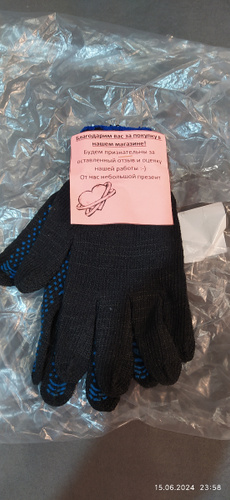 Благодарим вас за покупку в
нашем магазине!
Будем признательны за
оставленный отзыв и оценку
нашей работы :-)
От нас небольшой презент
15.06.2024 23:58